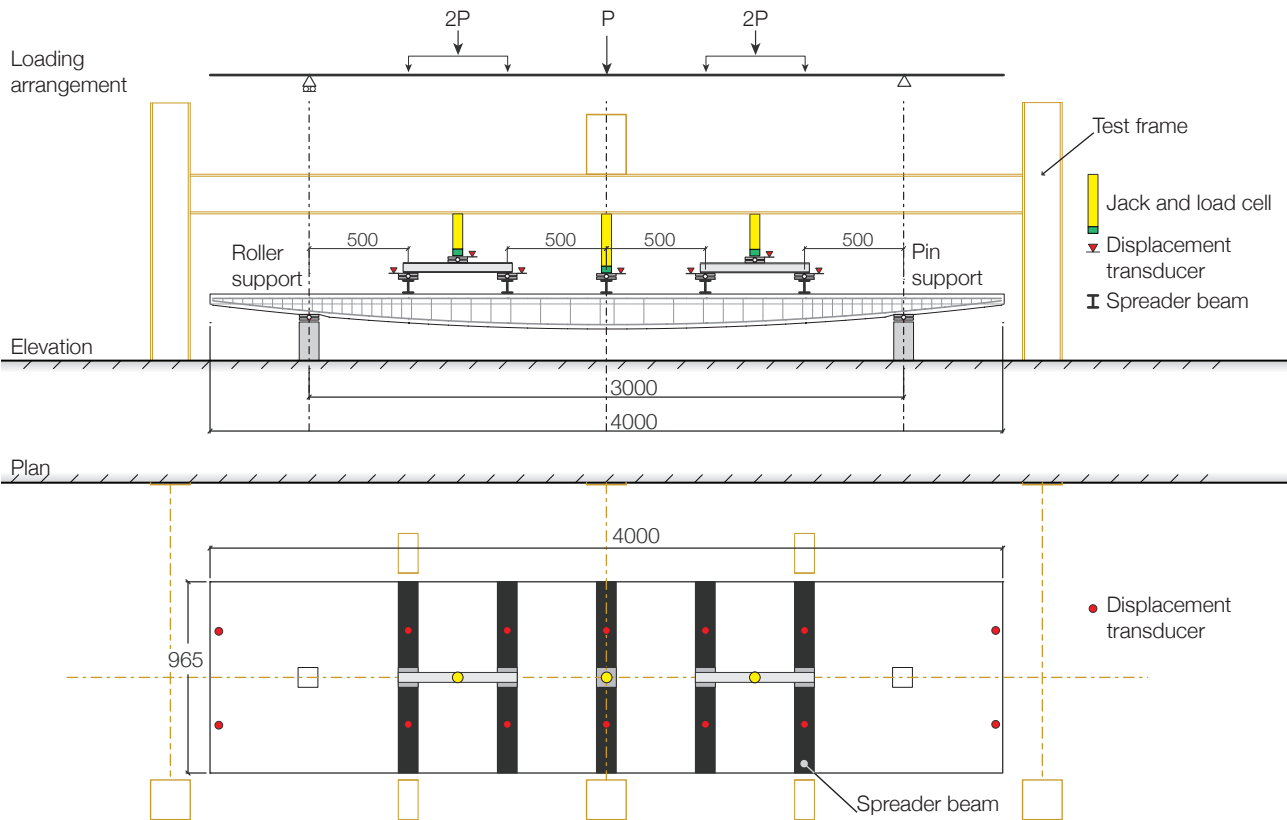 2P
P
2P
Loading
arrangement
Test frame
Jack and load cell
500
500
500
500
Roller
support
Pin
support
Displacement
transducer
Spreader beam
Elevation
3000
4000
Plan
4000
Displacement
transducer
965
Spreader beam